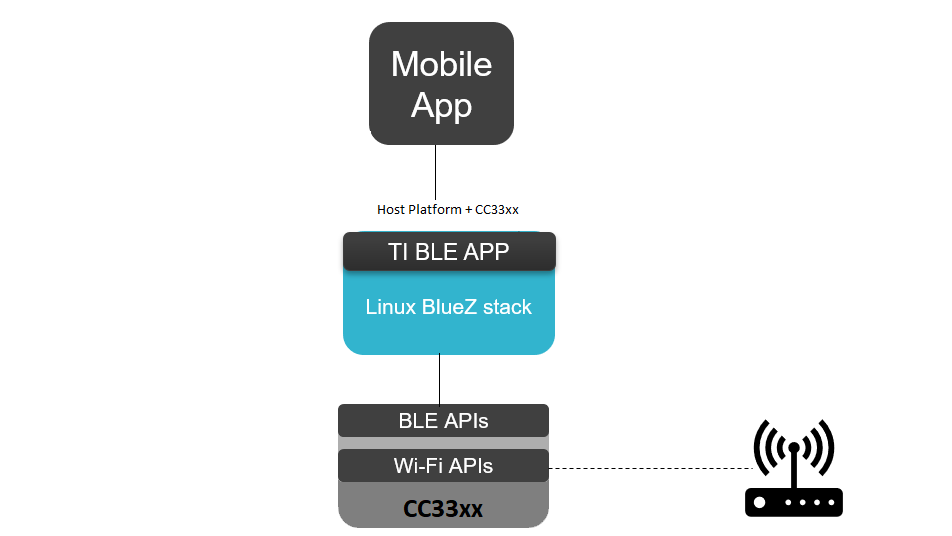 Mobile
App
Host Platform + CC33xx
TI BLE APP
Linux BlueZ stack
BLE APIs
Wi-Fi APIs
CC33xx